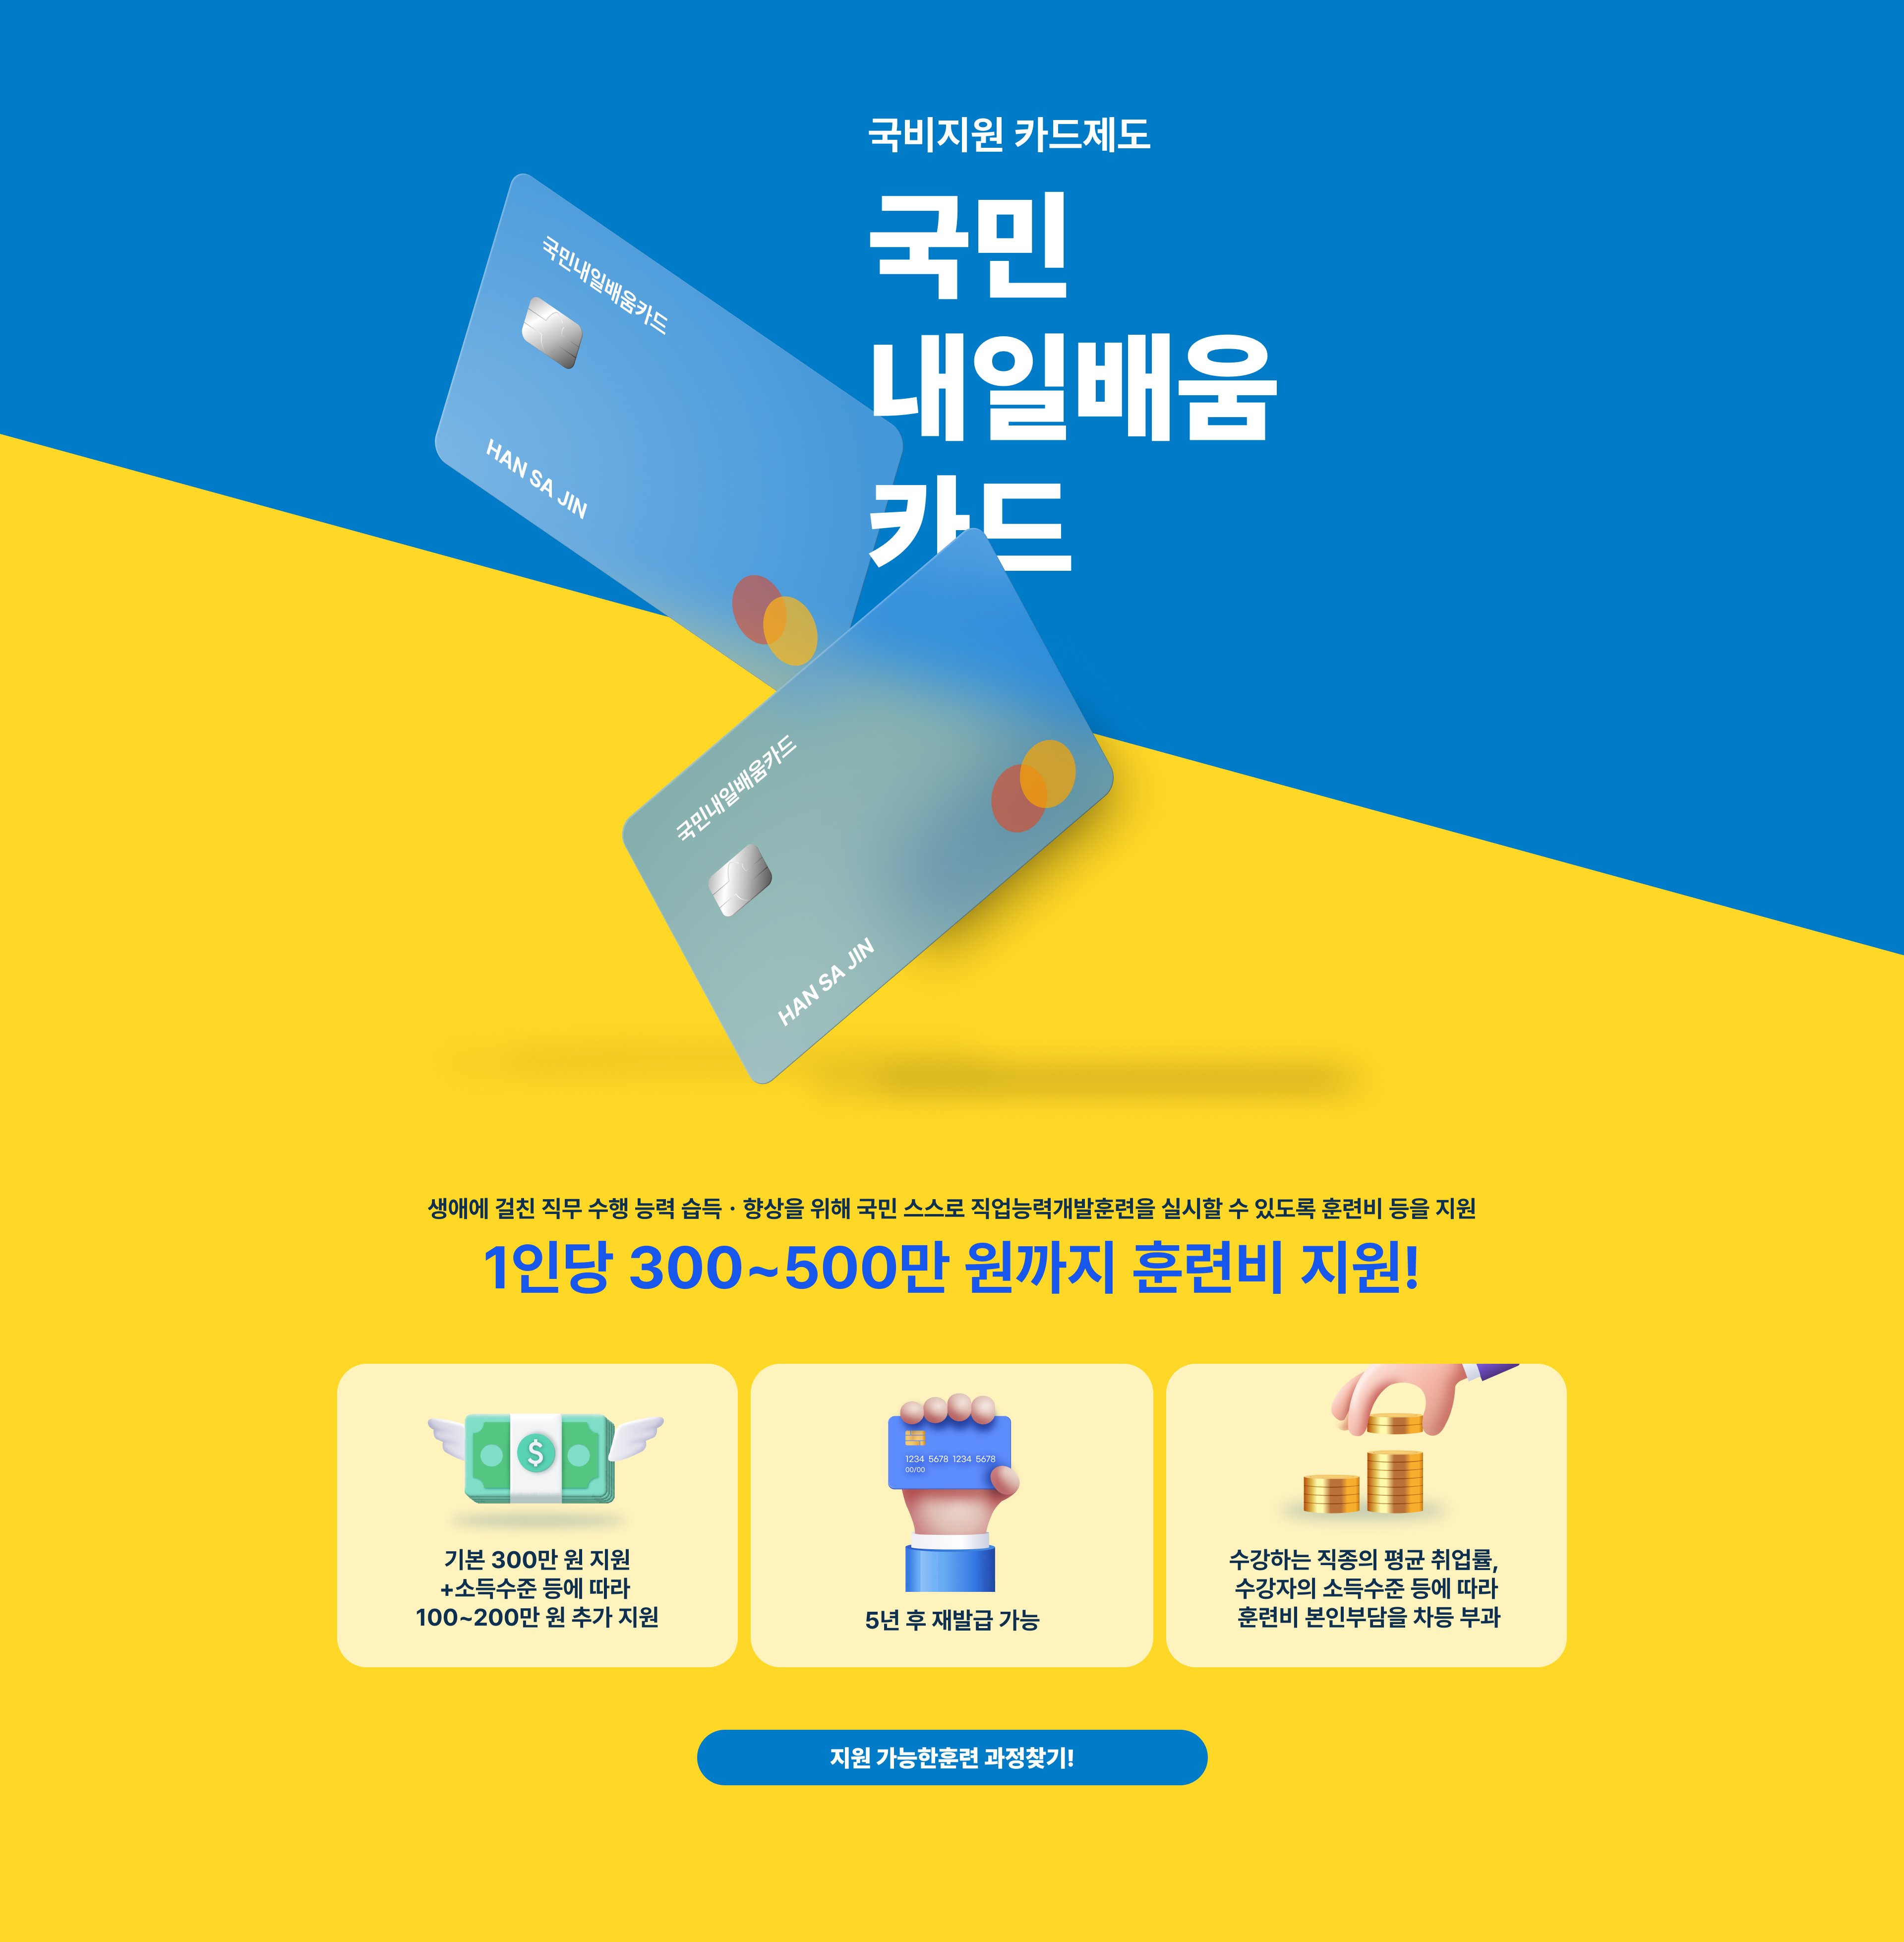 국비지원 카드제도
국민
내일배움
카드
국민내일배움카드
HAN SA JIN
국민내일배움카드
HAN SA JIN
생애에 걸친 직무 수행 능력 습득 · 향상을 위해 국민 스스로 직업능력개발훈련을 실시할 수 있도록 훈련비 등을 지원
1인당 300~500만 원까지 훈련비 지원!
$
기본 300만 원 지원
+소득수준 등에 따라
100~200만 원 추가 지원
1234 5678 1234 5678
00/00
5년 후 재발급 가능
수강하는 직종의 평균 취업률,
수강자의 소득수준 등에 따라
훈련비 본인부담을 차등 부과
지원 가능한훈련 과정찾기!